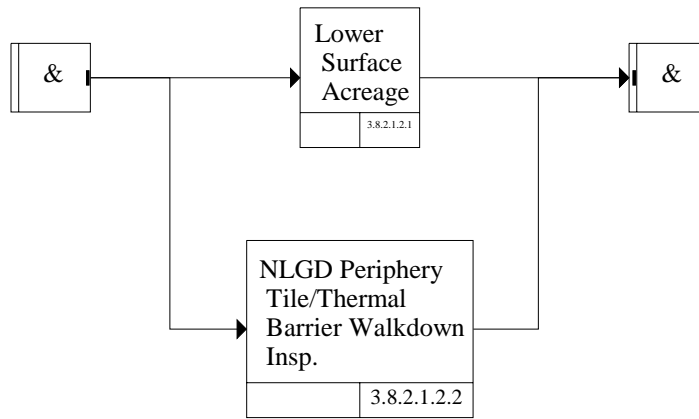 &
Lower
Surface
Acreage
3.8.2.1.2.1
&
NLGD Periphery
Tile/Thermal
Barrier Walkdown
Insp.
3.8.2.1.2.2